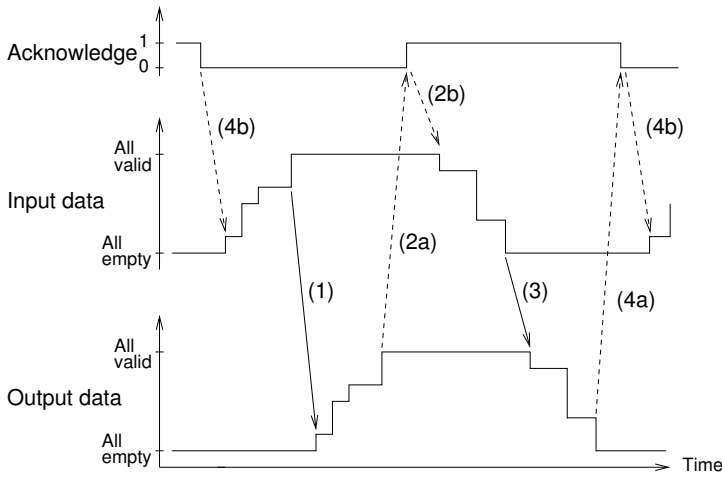 Acknowledge
1
0
(4b)
(2b)
(4b)
Input data
All
valid
All
empty
(1)
(2a)
(3)
(4a)
Output data
All
valid
All
empty
Time